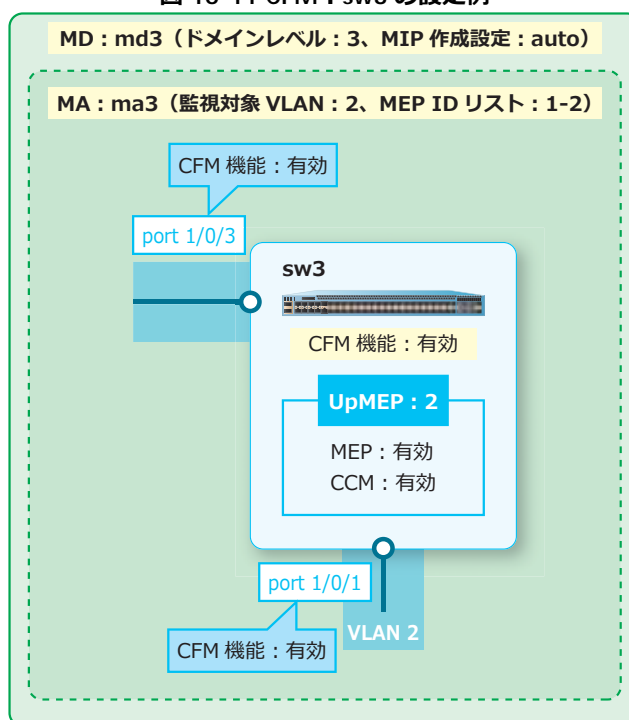 MD：md3（ドメインレベル：3、MIP 作成設定：auto）
MA：ma3（監視対象 VLAN：2、MEP ID リスト：1-2）
CFM 機能：有効
port 1/0/3
sw3
CFM 機能：有効
UpMEP：2
MEP：有効
CCM：有効
port 1/0/1
VLAN 2
CFM 機能：有効